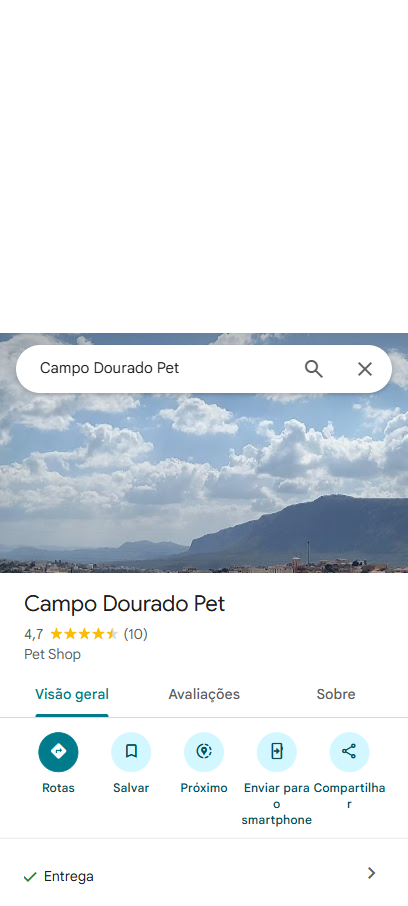 Campo Dourado Pet
Campo Dourado Pet
4,7 (10)
Pet Shop
Visão geral Avaliações Sobre
Rotas Salvar Próximo Enviar para o smartphone Compartilhar
Entrega